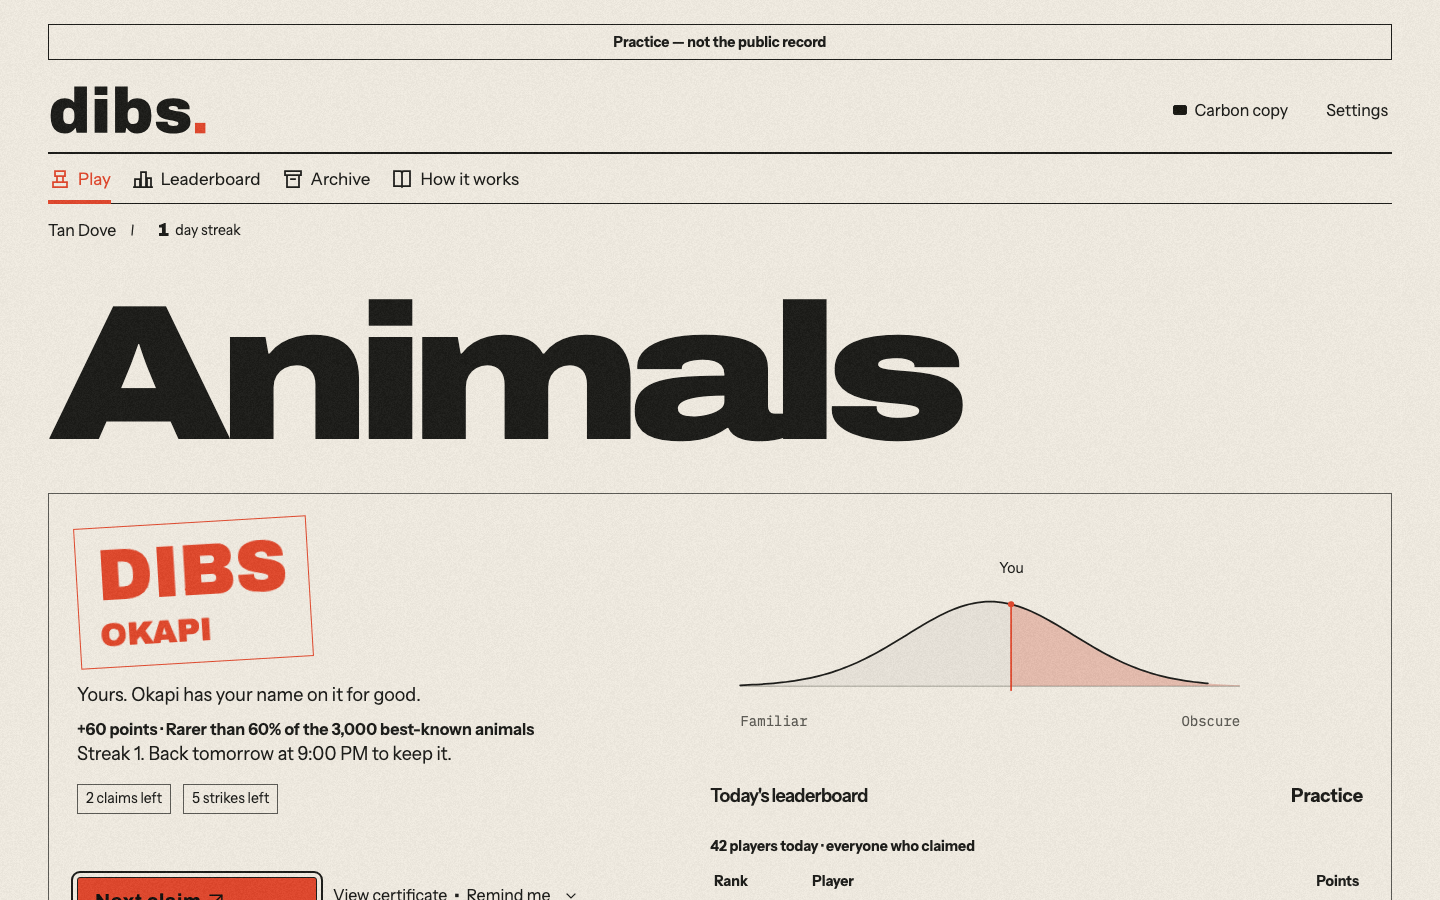 Practice — not the public record
dibs.
Carbon copy
Settings
Play
Leaderboard
Archive
How it works
Tan Dove / 1 day streak
Animals
DIBS
OKAPI
Yours. Okapi has your name on it for good.
+60 points · Rarer than 60% of the 3,000 best-known animals
Streak 1. Back tomorrow at 9:00 PM to keep it.
2 claims left
5 strikes left
Next claim ↗
View certificate • Remind me
You
Familiar
Obscure
Today's leaderboard
Practice
42 players today · everyone who claimed
Rank
Player
Points